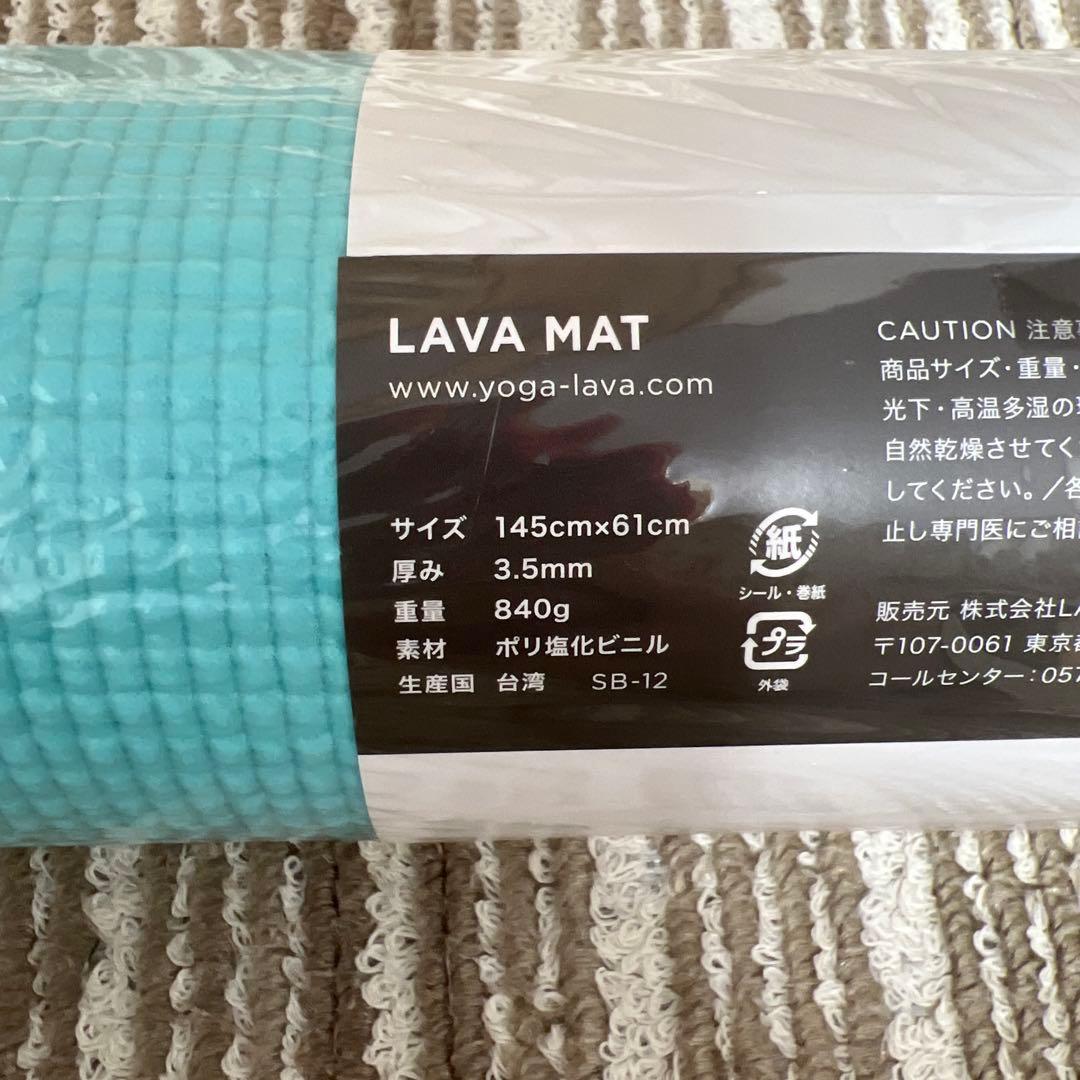 LAVA MAT
www.yoga-lava.com
サイズ 145cm×61cm
厚み 3.5mm
重量 840g
素材 ポリ塩化ビニル
生産国 台湾 SB-12
紙
シール・巻紙
プラ
外袋
CAUTION 注意
商品サイズ・重量・
光下・高温多湿の
自然乾燥させてく
してください。／各
止し専門医にご相
販売元 株式会社LA
〒107-0061 東京都
コールセンター：057